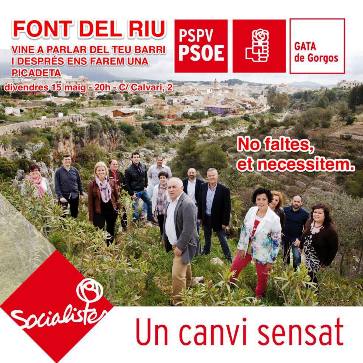 FONT DEL RIU
VINE A PARLAR DEL TEU BARRI
I DESPRÉS ENS FAREM UNA
PICADETA
divendres 15 maig - 20h - C/ Calvari, 2
PSPV
PSOE
GATA
de Gorgos
No faltes,
et necessitem.
Socialistes
Un canvi sensat